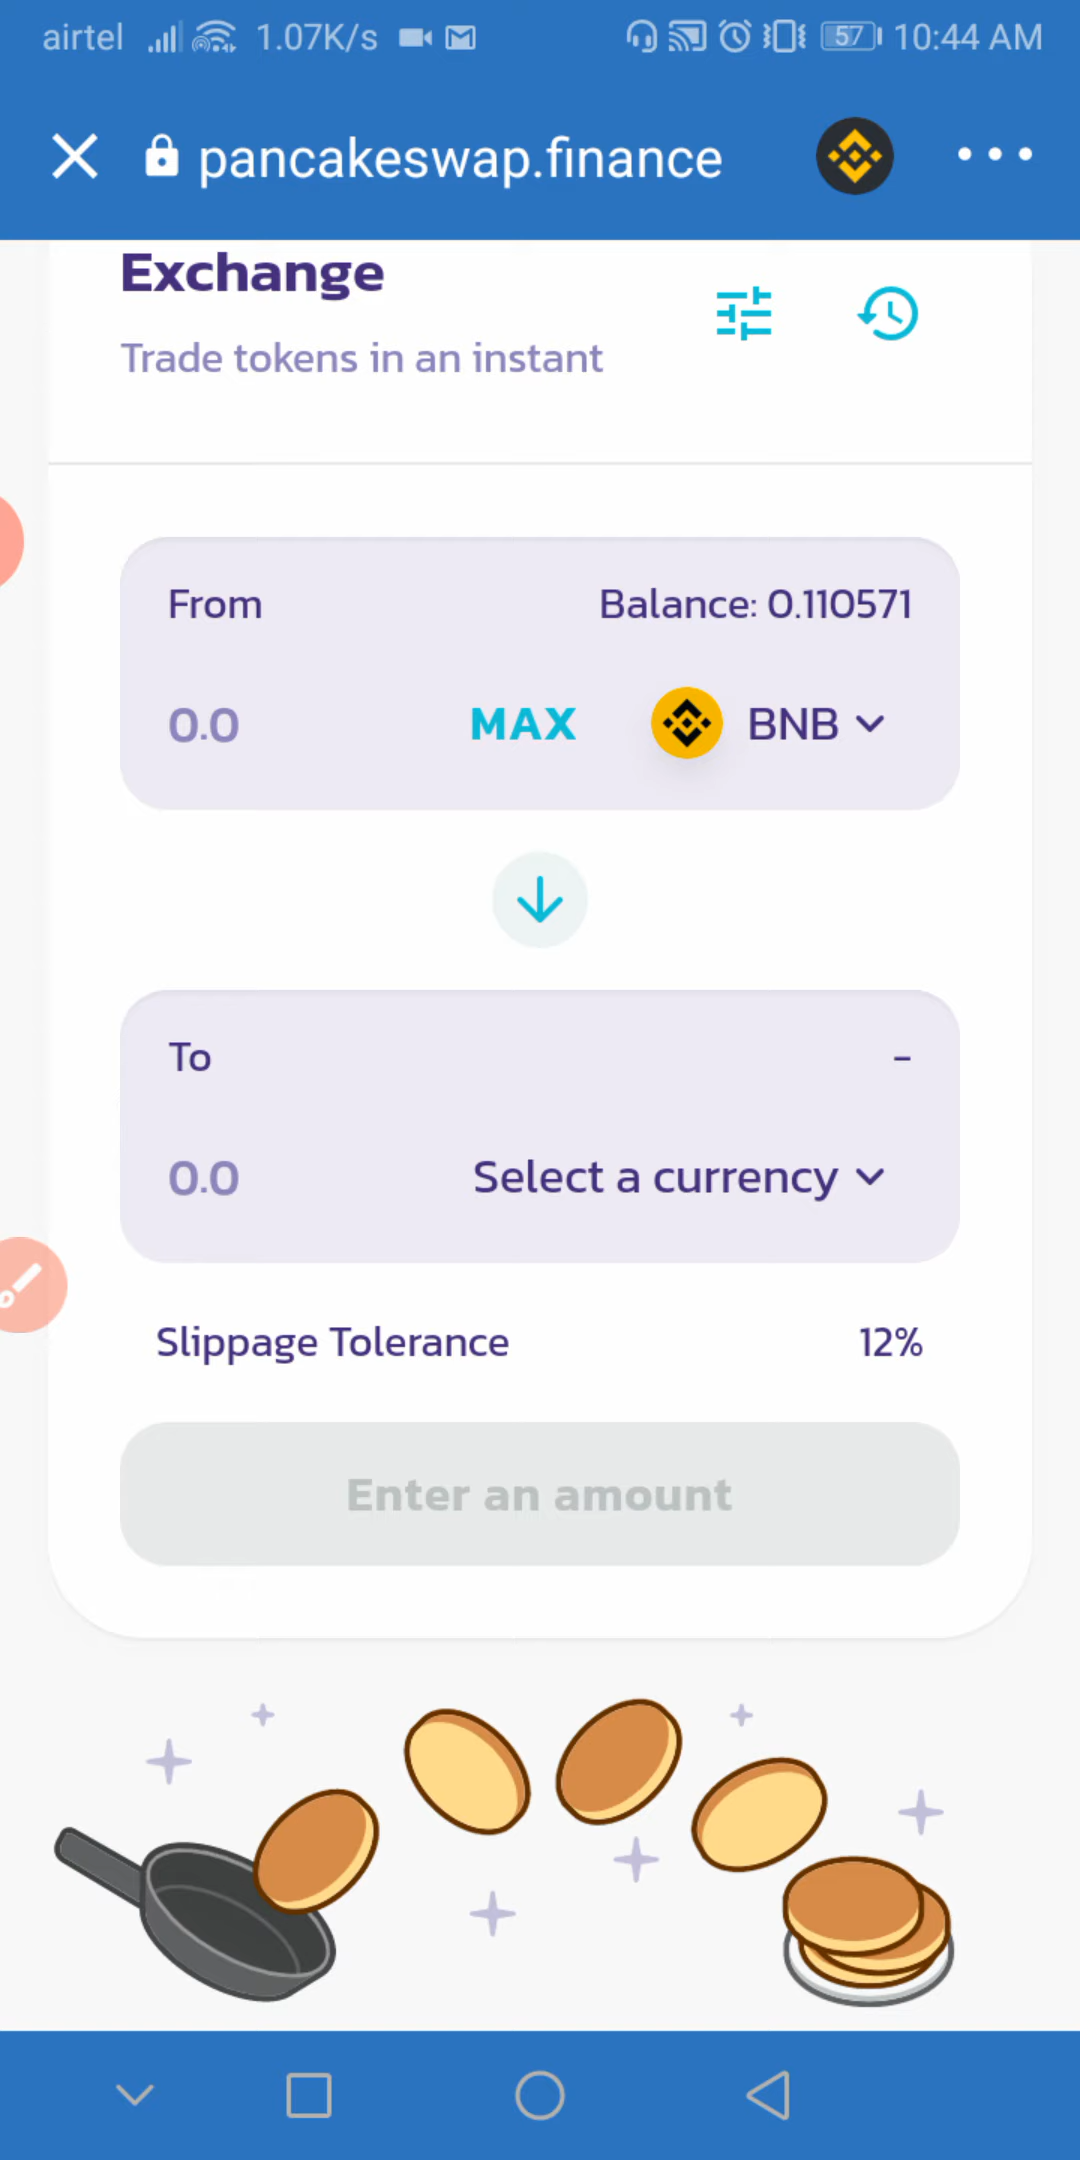 airtel 1.07K/s 57 10:44 AM
pancakeswap.finance
Exchange
Trade tokens in an instant
From Balance: 0.110571
0.0 MAX BNB
To -
0.0 Select a currency
Slippage Tolerance 12%
Enter an amount